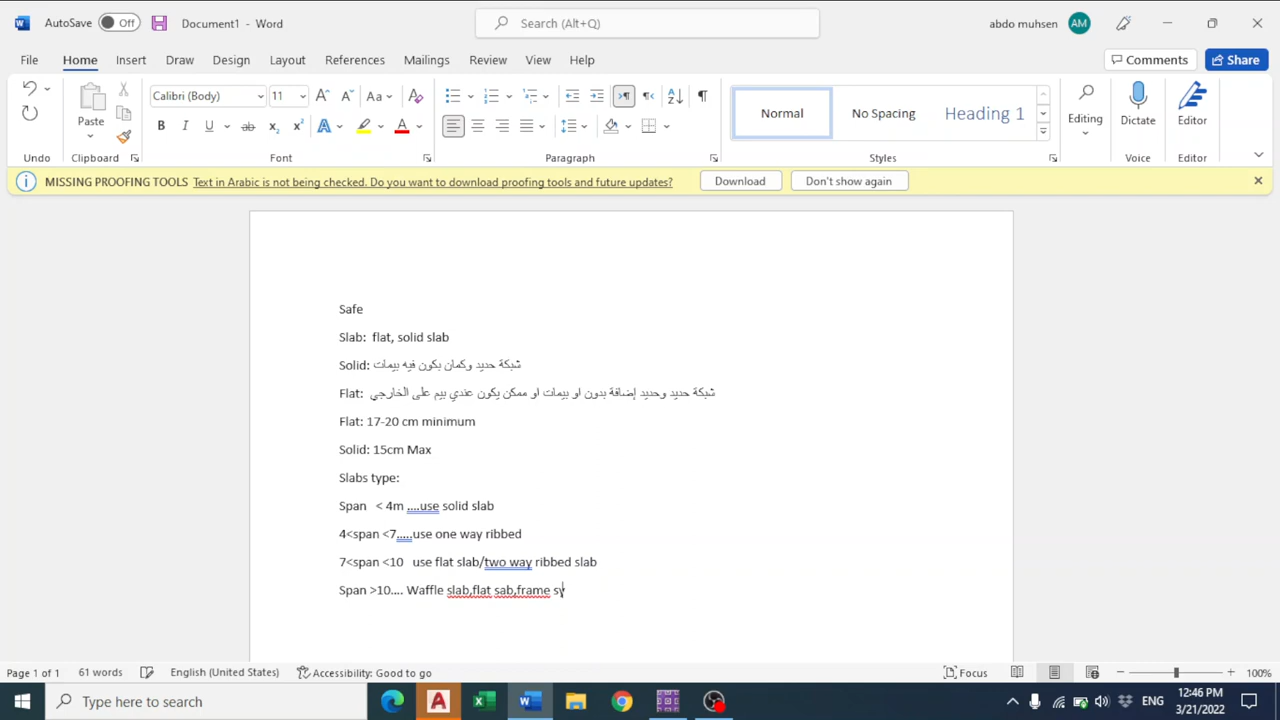 AutoSave Off Document1 - Word Search (Alt+Q) abdo muhsen AM
File Home Insert Draw Design Layout References Mailings Review View Help Comments Share
Calibri (Body) 11 Aa Normal No Spacing Heading 1
Paste Editing Dictate Editor
Undo Clipboard Font Paragraph Styles Voice Editor
MISSING PROOFING TOOLS Text in Arabic is not being checked. Do you want to download proofing tools and future updates? Download Don't show again
Safe
Slab: flat, solid slab
Solid: شبكة حديد وكمان بكون فيه بيمات
Flat: شبكة حديد وحديد إضافة بدون او بيمات او ممكن يكون عندي بيم على الخارجي
Flat: 17-20 cm minimum
Solid: 15cm Max
Slabs type:
Span < 4m ....use solid slab
4<span <7.....use one way ribbed
7<span <10 use flat slab/two way ribbed slab
Span >10.... Waffle slab,flat sab,frame sy
Page 1 of 1 61 words English (United States) Accessibility: Good to go Focus 100%
Type here to search ENG 12:46 PM
3/21/2022